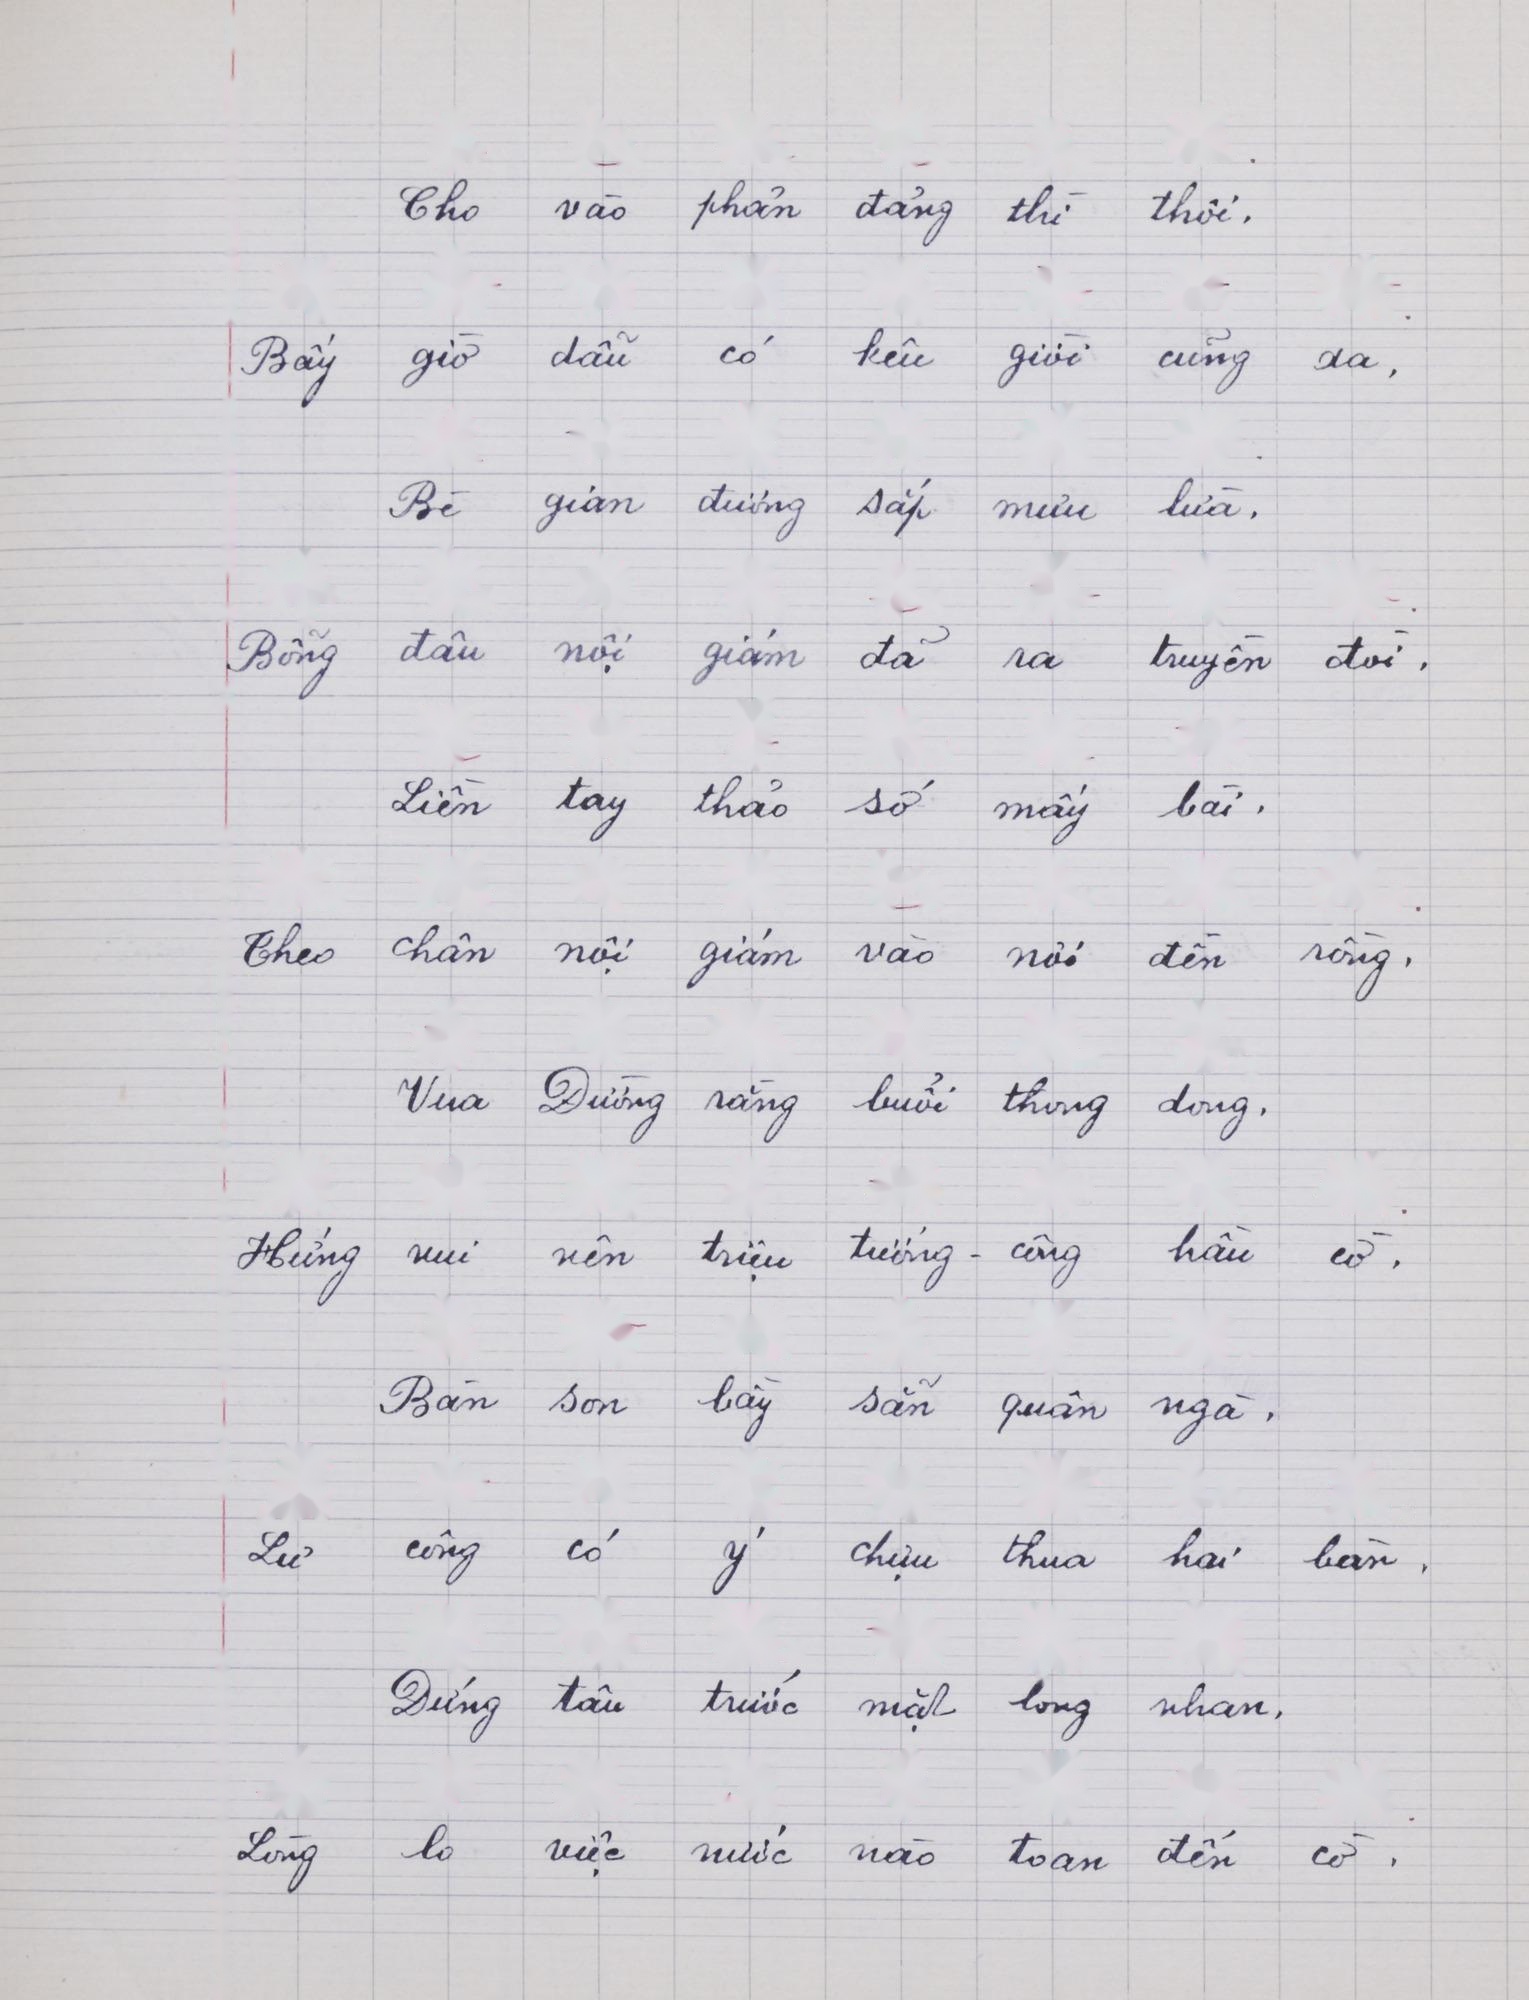 Cho vào phản đảng thì thôi.
Bấy giờ dẫu có kêu giời cũng xa,
Bè gian đương sắp mưu lừa.
Bỗng đâu nội giám đã ra truyền đòi.
Liền tay thảo sớ mấy bài.
Theo chân nội giám vào nơi đền rồng.
Vua Đường rằng buổi thong dong.
Hứng vui nên triệu tướng-công hầu cờ.
Bàn son bầy sẵn quân ngà.
Lư công có ý chịu thua hai bàn.
Đứng tâu trước mặt long nhan.
Lòng lo việc nước nào toan đến cờ.